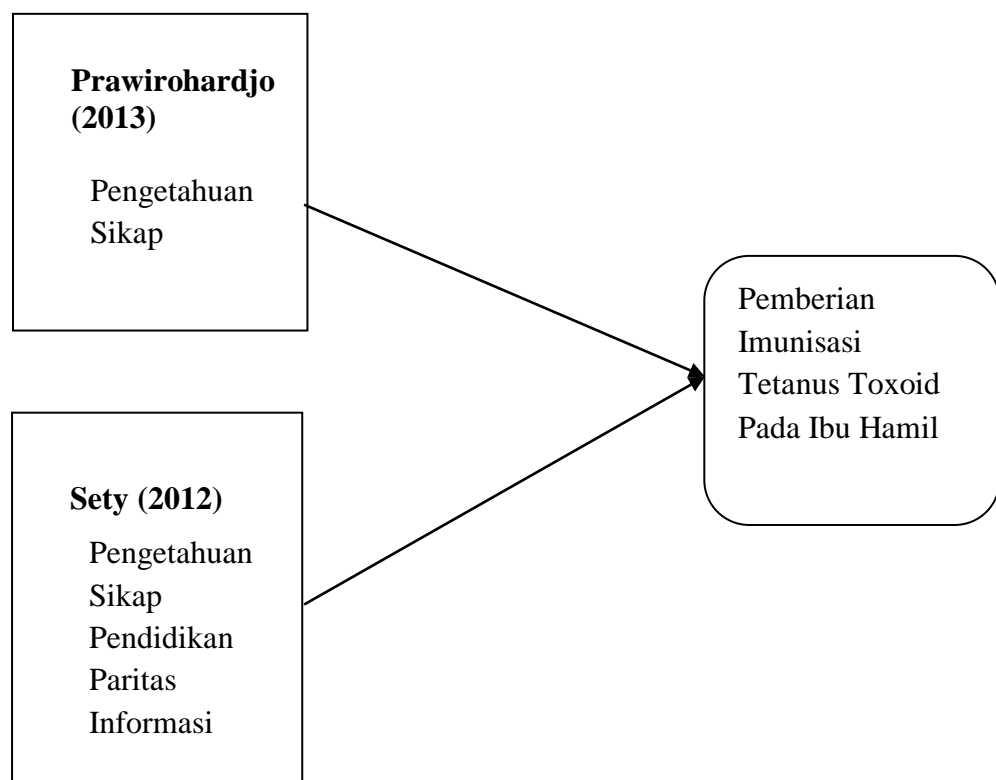 Prawirohardjo
(2013)
Pengetahuan
Sikap
Pemberian
Imunisasi
Tetanus Toxoid
Pada Ibu Hamil
Sety (2012)
Pengetahuan
Sikap
Pendidikan
Paritas
Informasi